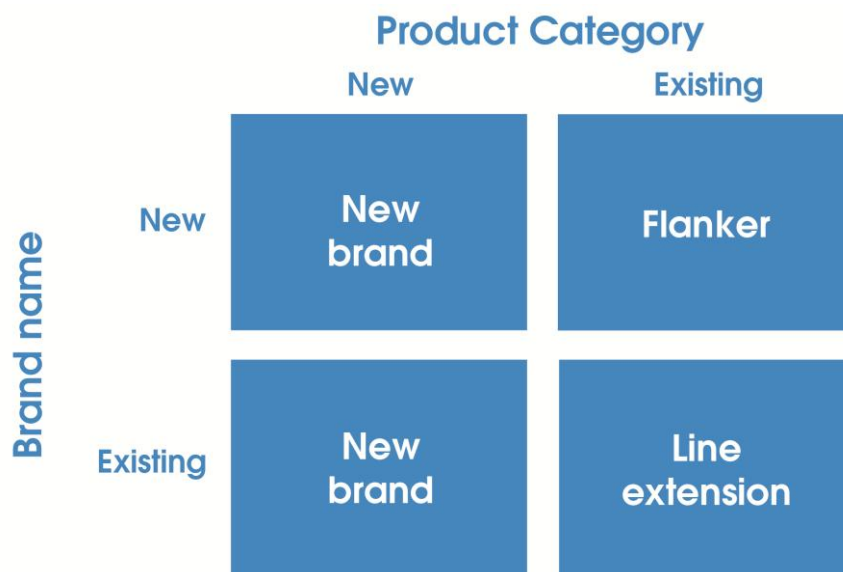 Product Category
New
Existing
Brand name
New
New
brand
Flanker
Existing
New
brand
Line
extension